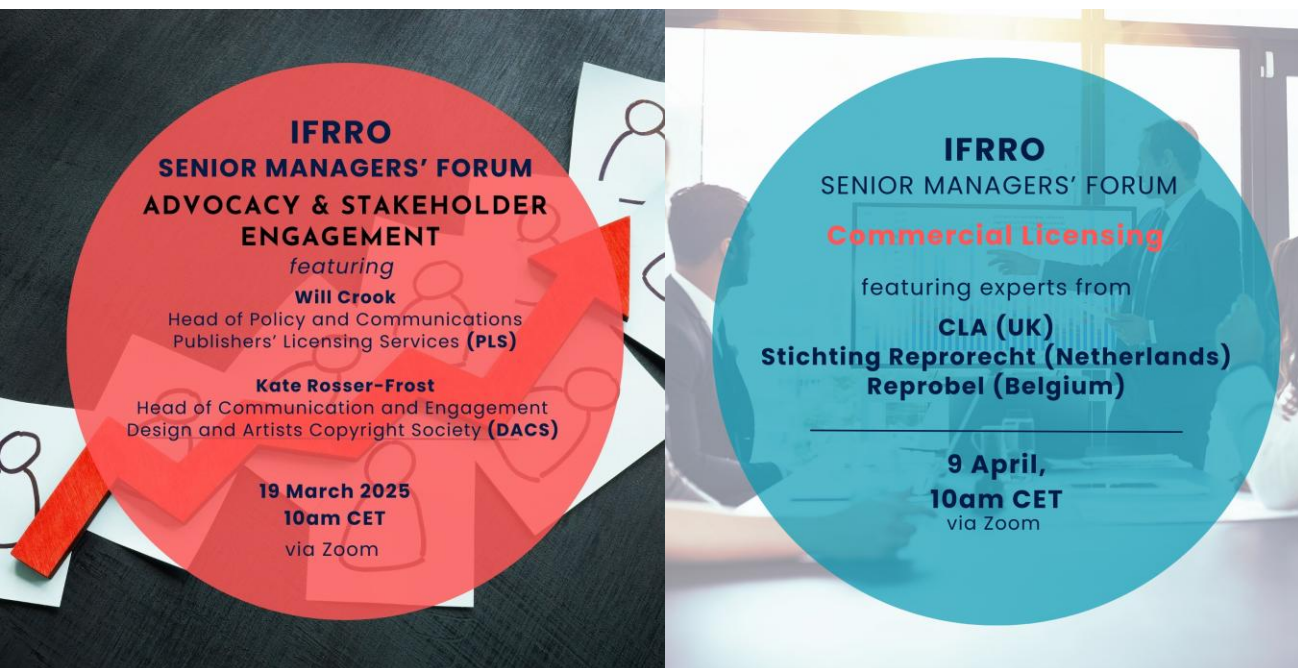 IFRRO
SENIOR MANAGERS’ FORUM
ADVOCACY & STAKEHOLDER
ENGAGEMENT
featuring
Will Crook
Head of Policy and Communications
Publishers’ Licensing Services (PLS)
Kate Rosser-Frost
Head of Communication and Engagement
Design and Artists Copyright Society (DACS)
19 March 2025
10am CET
via Zoom
IFRRO
SENIOR MANAGERS’ FORUM
Commercial Licensing
featuring experts from
CLA (UK)
Stichting Reprorecht (Netherlands)
Reprobel (Belgium)
9 April,
10am CET
via Zoom